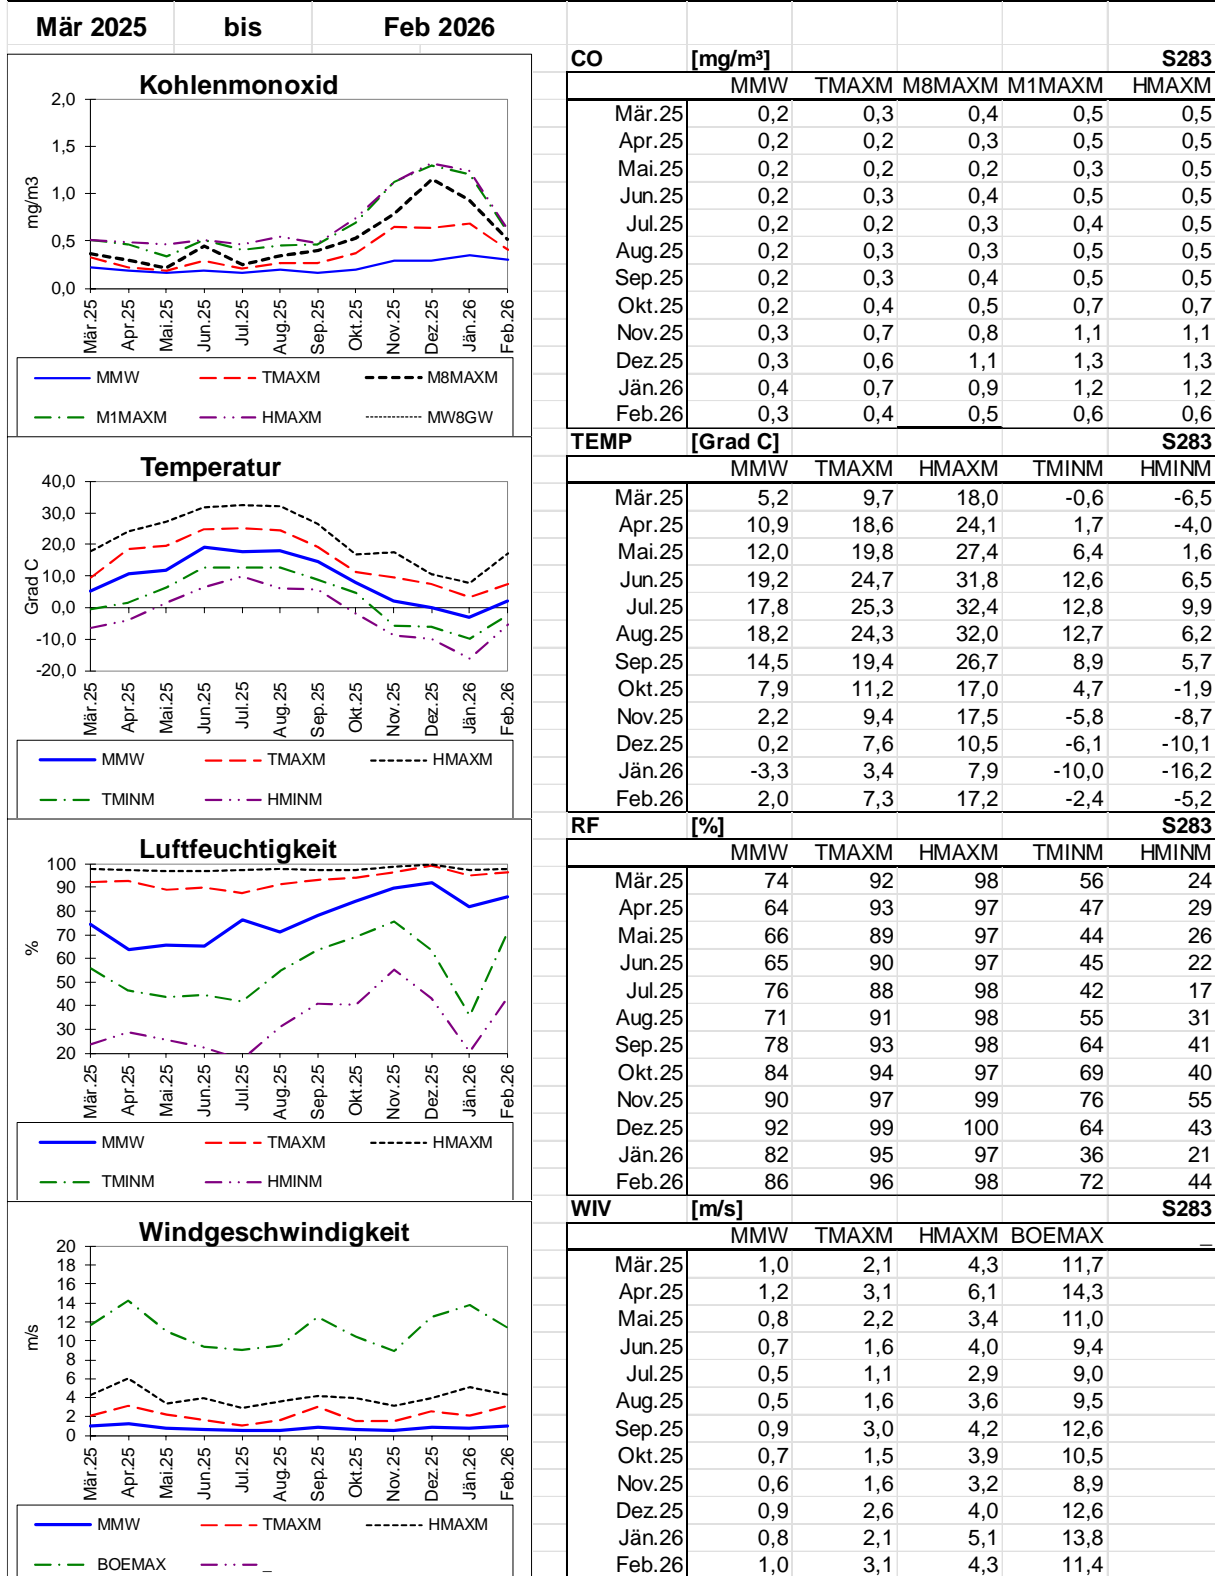 Mär 2025 bis Feb 2026
Kohlenmonoxid
2,0
1,5
1,0
0,5
0,0
mg/m3
Mär.25 Apr.25 Mai.25 Jun.25 Jul.25 Aug.25 Sep.25 Okt.25 Nov.25 Dez.25 Jän.26 Feb.26
MMW TMAXM M8MAXM
M1MAXM HMAXM MW8GW
CO [mg/m³] S283
MMW TMAXM M8MAXM M1MAXM HMAXM
Mär.25 0,2 0,3 0,4 0,5 0,5
Apr.25 0,2 0,2 0,3 0,5 0,5
Mai.25 0,2 0,2 0,2 0,3 0,5
Jun.25 0,2 0,3 0,4 0,5 0,5
Jul.25 0,2 0,2 0,3 0,4 0,5
Aug.25 0,2 0,3 0,3 0,5 0,5
Sep.25 0,2 0,3 0,4 0,5 0,5
Okt.25 0,2 0,4 0,5 0,7 0,7
Nov.25 0,3 0,7 0,8 1,1 1,1
Dez.25 0,3 0,6 1,1 1,3 1,3
Jän.26 0,4 0,7 0,9 1,2 1,2
Feb.26 0,3 0,4 0,5 0,6 0,6
Temperatur
40,0
30,0
20,0
10,0
0,0
-10,0
-20,0
Grad C
Mär.25 Apr.25 Mai.25 Jun.25 Jul.25 Aug.25 Sep.25 Okt.25 Nov.25 Dez.25 Jän.26 Feb.26
MMW TMAXM HMAXM
TMINM HMINM
TEMP [Grad C] S283
MMW TMAXM HMAXM TMINM HMINM
Mär.25 5,2 9,7 18,0 -0,6 -6,5
Apr.25 10,9 18,6 24,1 1,7 -4,0
Mai.25 12,0 19,8 27,4 6,4 1,6
Jun.25 19,2 24,7 31,8 12,6 6,5
Jul.25 17,8 25,3 32,4 12,8 9,9
Aug.25 18,2 24,3 32,0 12,7 6,2
Sep.25 14,5 19,4 26,7 8,9 5,7
Okt.25 7,9 11,2 17,0 4,7 -1,9
Nov.25 2,2 9,4 17,5 -5,8 -8,7
Dez.25 0,2 7,6 10,5 -6,1 -10,1
Jän.26 -3,3 3,4 7,9 -10,0 -16,2
Feb.26 2,0 7,3 17,2 -2,4 -5,2
Luftfeuchtigkeit
100
90
80
70
60
50
40
30
20
%
Mär.25 Apr.25 Mai.25 Jun.25 Jul.25 Aug.25 Sep.25 Okt.25 Nov.25 Dez.25 Jän.26 Feb.26
MMW TMAXM HMAXM
TMINM HMINM
RF [%] S283
MMW TMAXM HMAXM TMINM HMINM
Mär.25 74 92 98 56 24
Apr.25 64 93 97 47 29
Mai.25 66 89 97 44 26
Jun.25 65 90 97 45 22
Jul.25 76 88 98 42 17
Aug.25 71 91 98 55 31
Sep.25 78 93 98 64 41
Okt.25 84 94 97 69 40
Nov.25 90 97 99 76 55
Dez.25 92 99 100 64 43
Jän.26 82 95 97 36 21
Feb.26 86 96 98 72 44
Windgeschwindigkeit
20
18
16
14
12
10
8
6
4
2
0
m/s
Mär.25 Apr.25 Mai.25 Jun.25 Jul.25 Aug.25 Sep.25 Okt.25 Nov.25 Dez.25 Jän.26 Feb.26
MMW TMAXM HMAXM
BOEMAX _
WIV [m/s] S283
MMW TMAXM HMAXM BOEMAX _
Mär.25 1,0 2,1 4,3 11,7
Apr.25 1,2 3,1 6,1 14,3
Mai.25 0,8 2,2 3,4 11,0
Jun.25 0,7 1,6 4,0 9,4
Jul.25 0,5 1,1 2,9 9,0
Aug.25 0,5 1,6 3,6 9,5
Sep.25 0,9 3,0 4,2 12,6
Okt.25 0,7 1,5 3,9 10,5
Nov.25 0,6 1,6 3,2 8,9
Dez.25 0,9 2,6 4,0 12,6
Jän.26 0,8 2,1 5,1 13,8
Feb.26 1,0 3,1 4,3 11,4